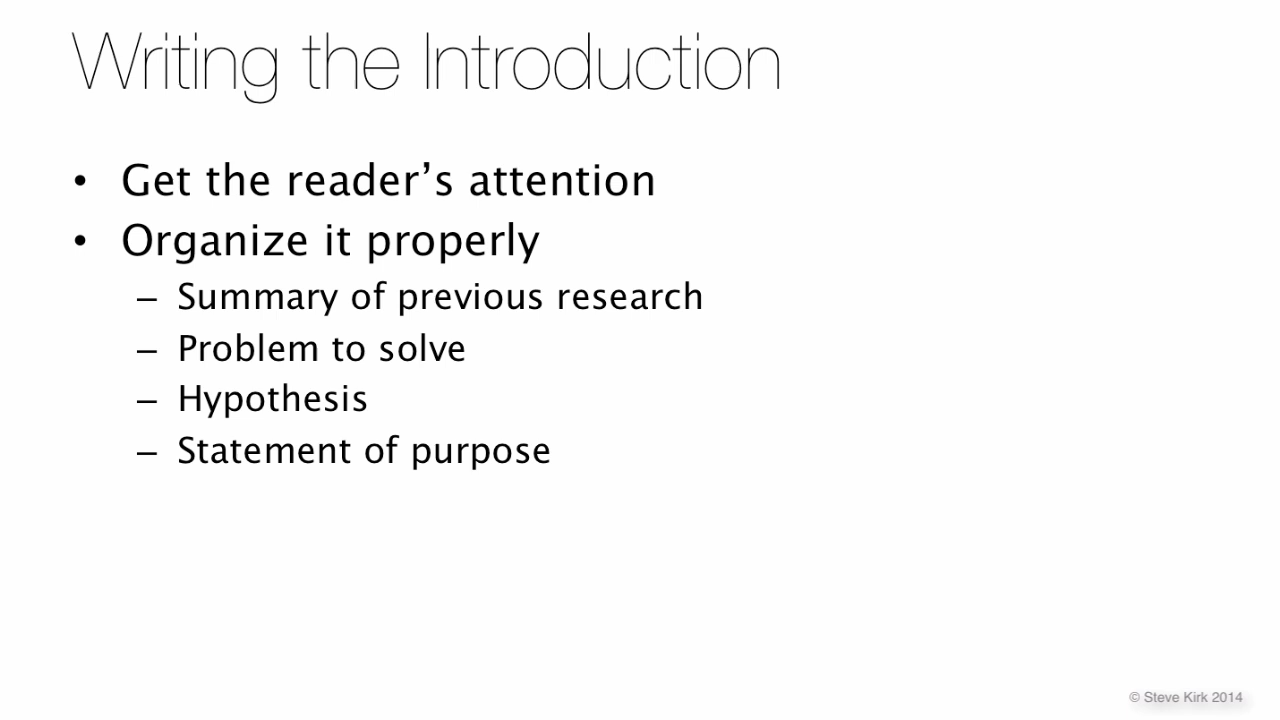 Writing the Introduction
• Get the reader’s attention
• Organize it properly
– Summary of previous research
– Problem to solve
– Hypothesis
– Statement of purpose
© Steve Kirk 2014